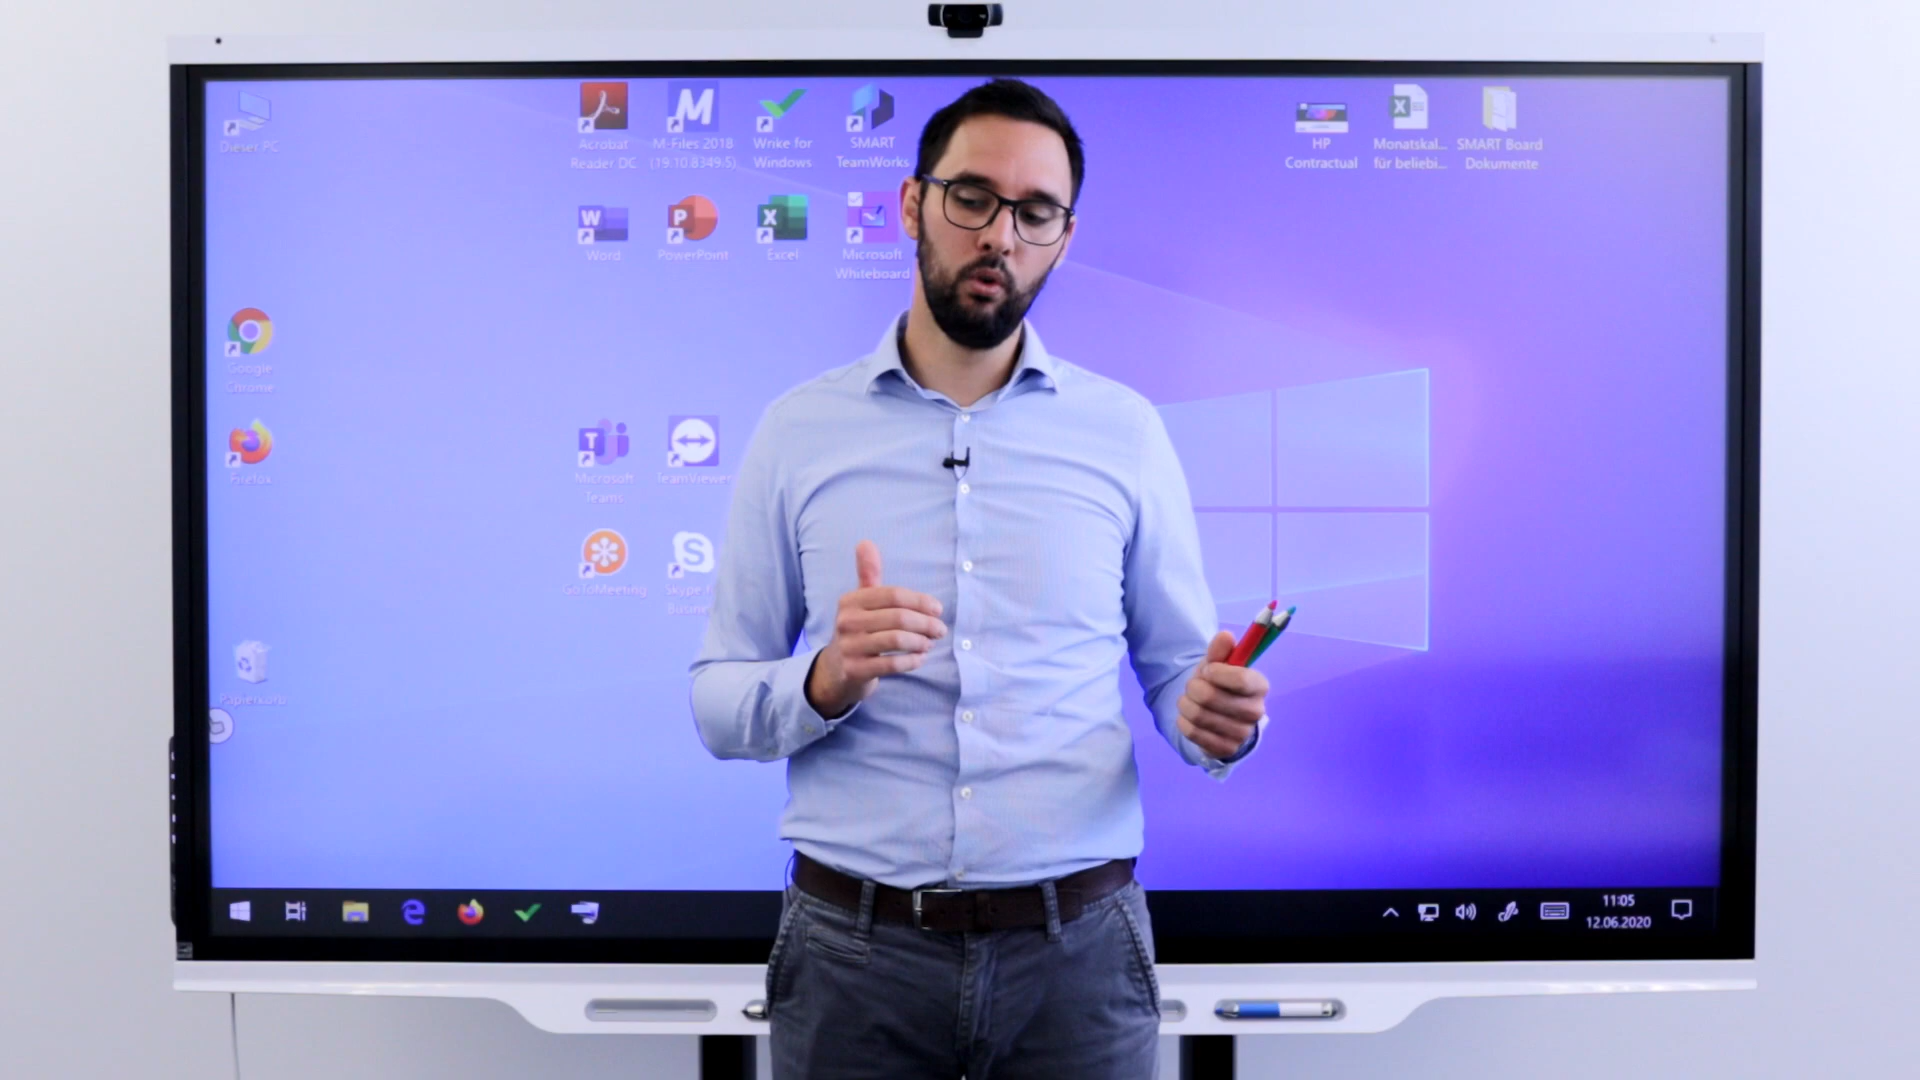 Dieser PC
Acrobat
Reader DC
M-Files 2018
(19.10.8349.5)
Wrike for
Windows
SMART
TeamWorks
HP
Contractual
Monatskal...
für beliebi...
SMART Board
Dokumente
Word
PowerPoint
Excel
Microsoft
Whiteboard
Google
Chrome
Firefox
Microsoft
Teams
TeamViewer
GoToMeeting
Skype f
Busine
Papierkorb
11:05
12.06.2020